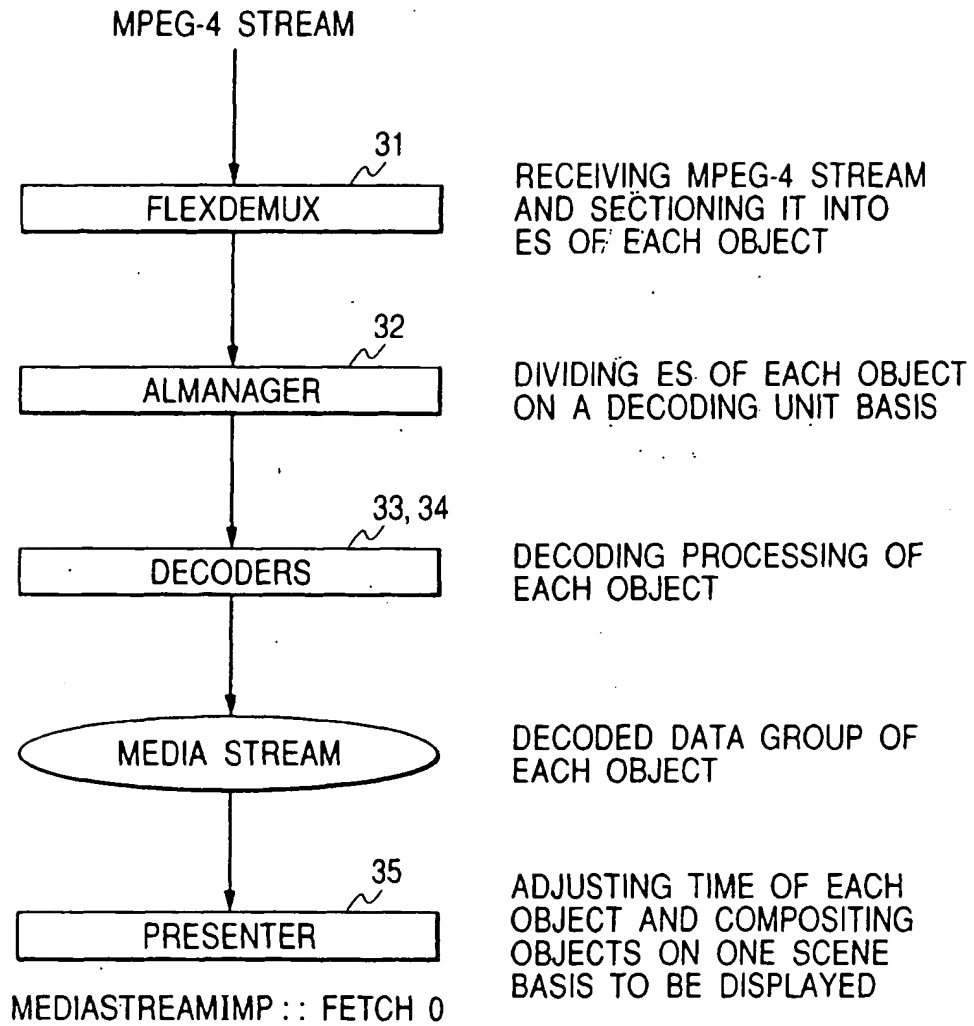 MPEG-4 STREAM
31
FLEXDEMUX
RECEIVING MPEG-4 STREAM
AND SECTIONING IT INTO
ES OF EACH OBJECT
32
ALMANAGER
DIVIDING ES OF EACH OBJECT
ON A DECODING UNIT BASIS
33, 34
DECODERS
DECODING PROCESSING OF
EACH OBJECT
MEDIA STREAM
DECODED DATA GROUP OF
EACH OBJECT
35
PRESENTER
ADJUSTING TIME OF EACH
OBJECT AND COMPOSITING
OBJECTS ON ONE SCENE
BASIS TO BE DISPLAYED
MEDIASTREAMIMP :: FETCH 0